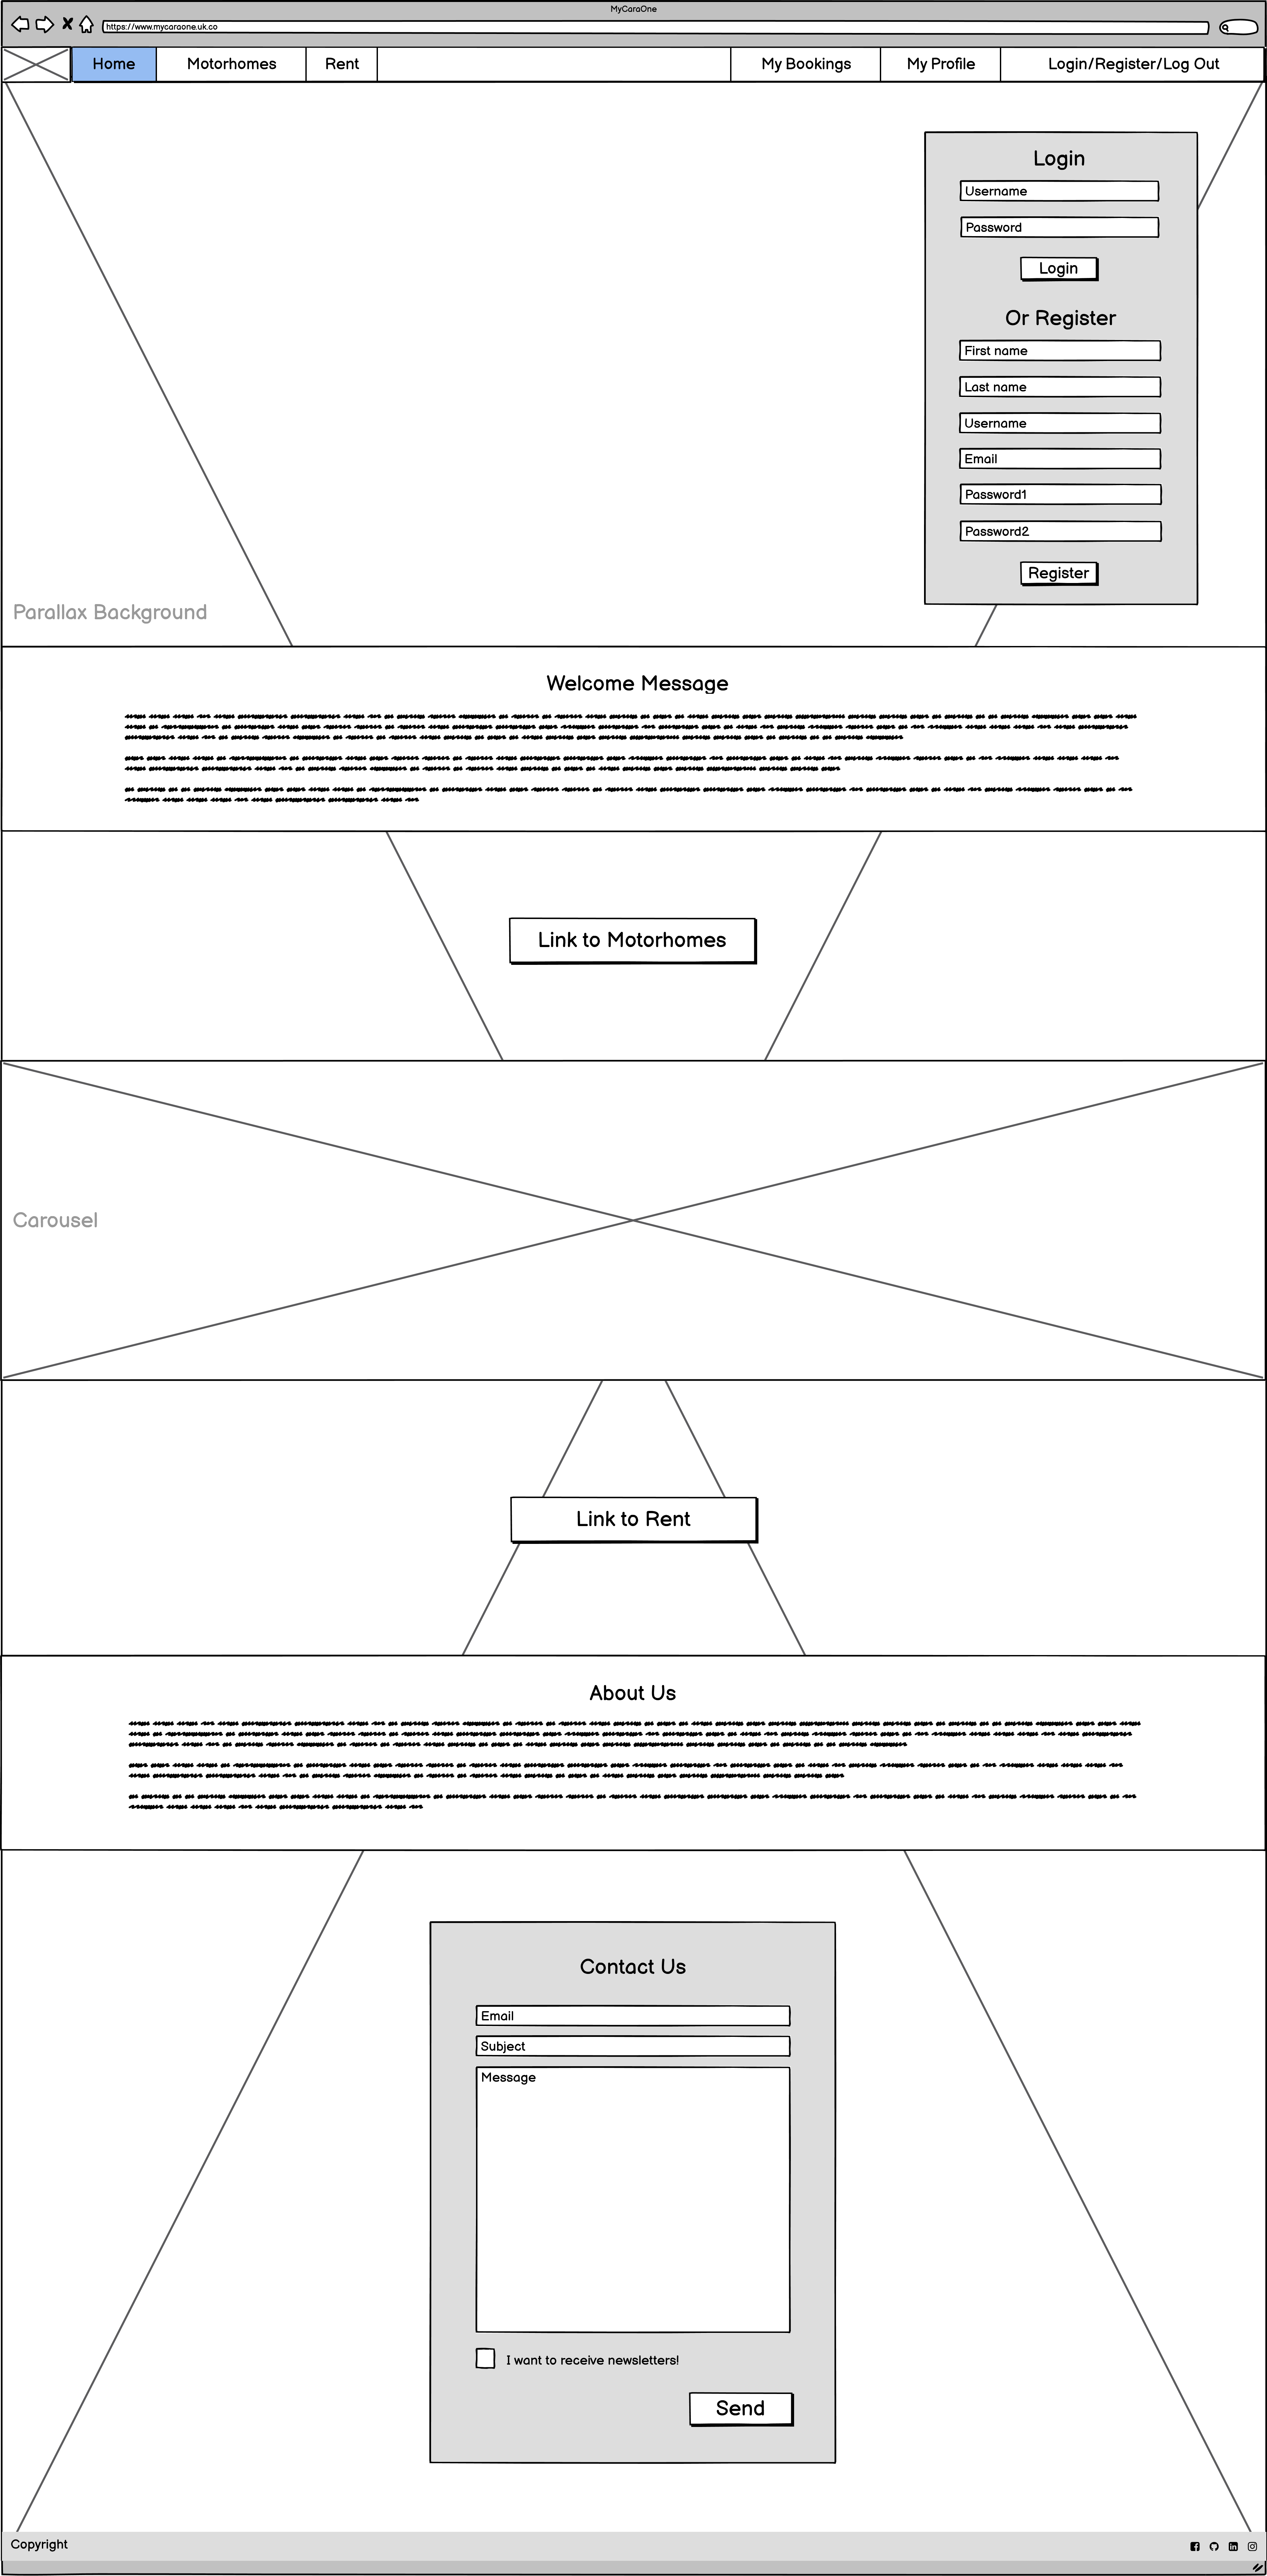 MyCaraOne
https://www.mycaraone.uk.co
Home Motorhomes Rent My Bookings My Profile Login/Register/Log Out
Login
Username
Password
Login
Or Register
First name
Last name
Username
Email
Password1
Password2
Register
Parallax Background
Welcome Message
Link to Motorhomes
Carousel
Link to Rent
About Us
Contact Us
Email
Subject
Message
I want to receive newsletters!
Send
Copyright